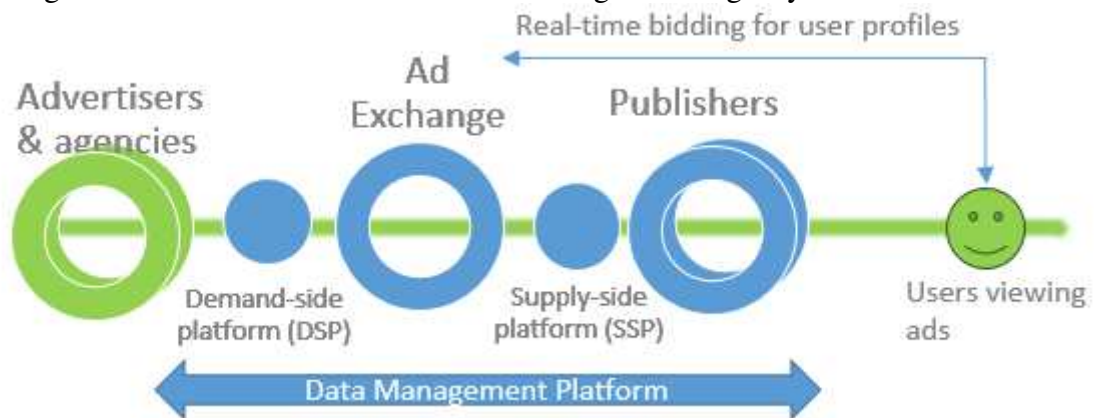 Real-time bidding for user profiles
Advertisers
& agencies
Ad
Exchange
Publishers
Demand-side
platform (DSP)
Supply-side
platform (SSP)
Users viewing
ads
Data Management Platform